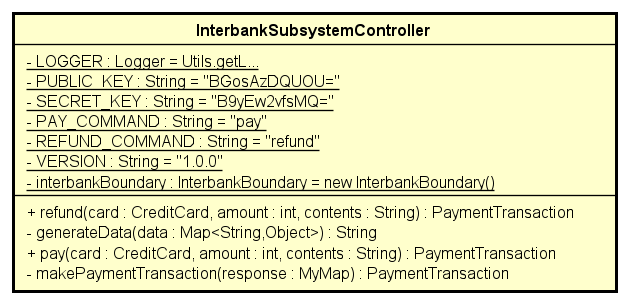 InterbankSubsystemController
- LOGGER : Logger = Utils.getL...
- PUBLIC_KEY : String = "BGosAzDQUOU="
- SECRET_KEY : String = "B9yEw2vfsMQ="
- PAY_COMMAND : String = "pay"
- REFUND_COMMAND : String = "refund"
- VERSION : String = "1.0.0"
- interbankBoundary : InterbankBoundary = new InterbankBoundary()
+ refund(card : CreditCard, amount : int, contents : String) : PaymentTransaction
- generateData(data : Map<String,Object>) : String
+ pay(card : CreditCard, amount : int, contents : String) : PaymentTransaction
- makePaymentTransaction(response : MyMap) : PaymentTransaction